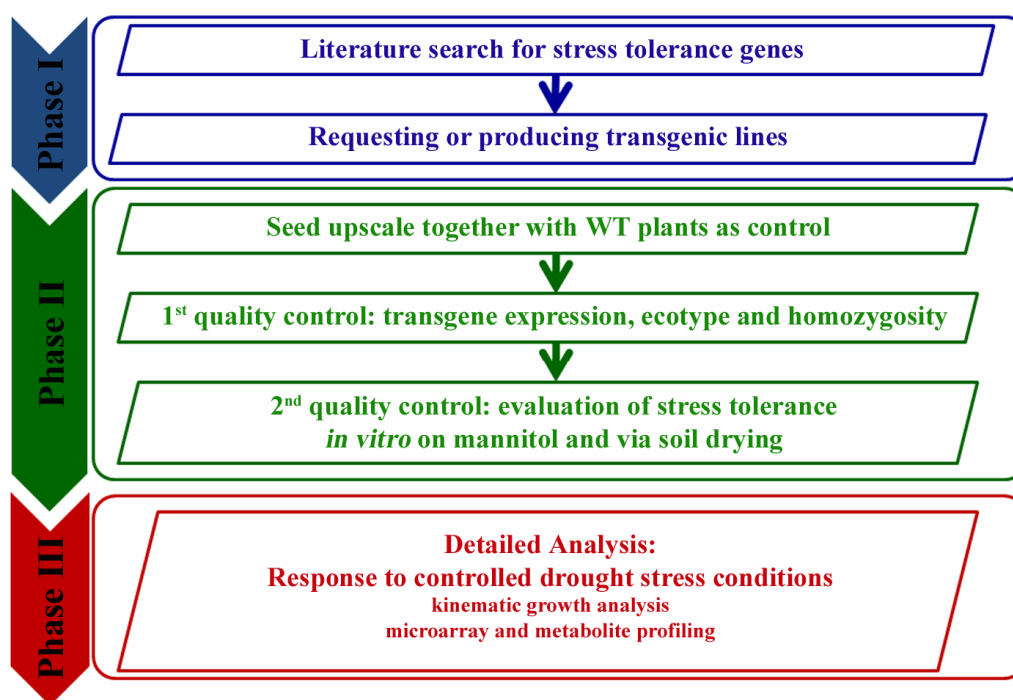 Phase I
Literature search for stress tolerance genes
Requesting or producing transgenic lines
Phase II
Seed upscale together with WT plants as control
1st quality control: transgene expression, ecotype and homozygosity
2nd quality control: evaluation of stress tolerance
in vitro on mannitol and via soil drying
Phase III
Detailed Analysis:
Response to controlled drought stress conditions
kinematic growth analysis
microarray and metabolite profiling